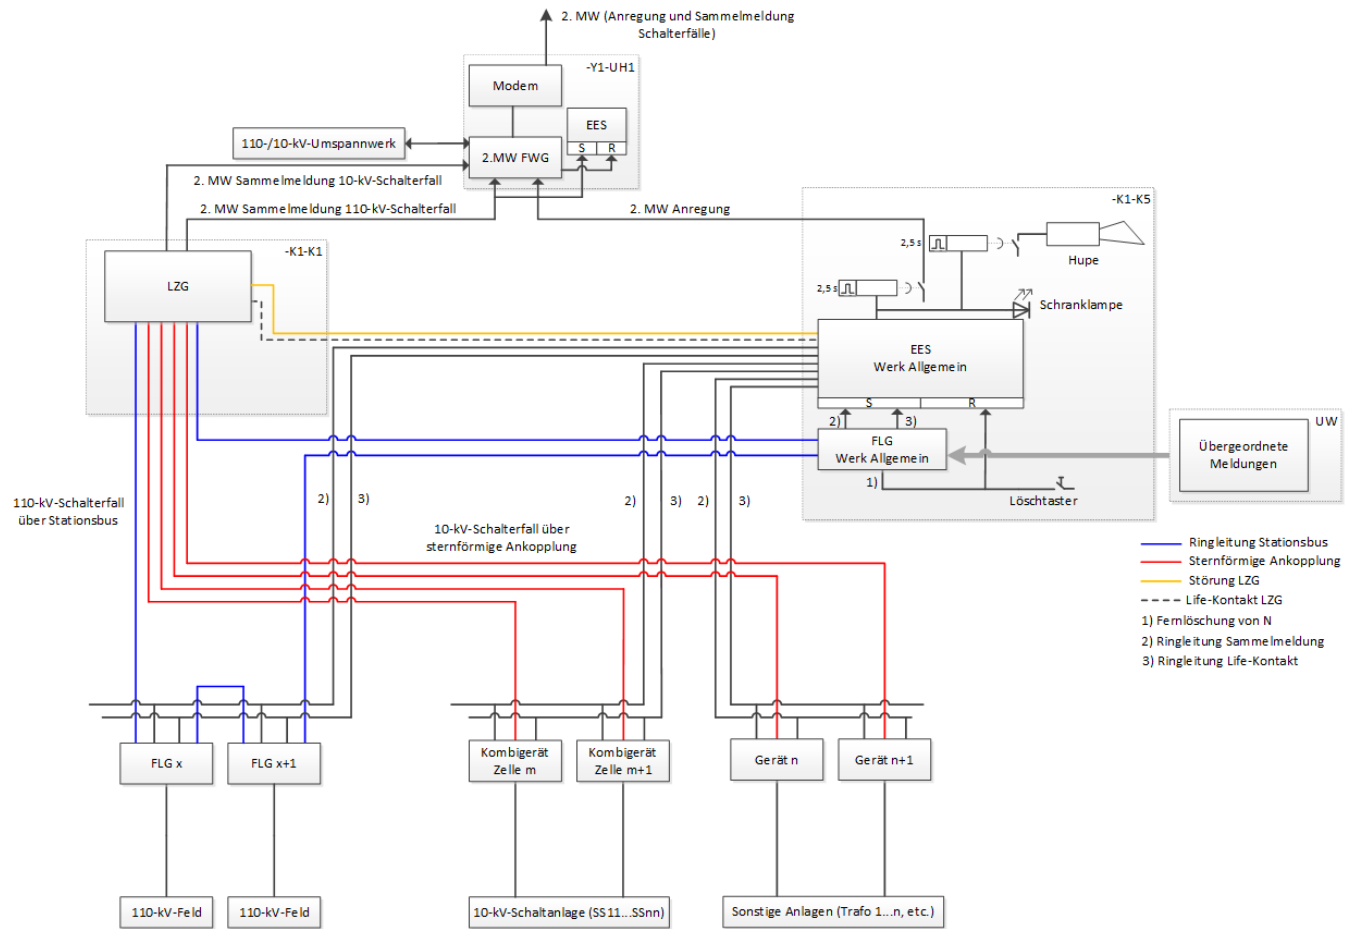 2. MW (Anregung und Sammelmeldung
Schalterfälle)
-Y1-UH1
Modem
EES
S R
110-/10-kV-Umspannwerk
2.MW FWG
2. MW Sammelmeldung 10-kV-Schalterfall
2. MW Sammelmeldung 110-kV-Schalterfall
2. MW Anregung
-K1-K5
2,5 s
Hupe
-K1-K1
LZG
2,5 s
Schranklampe
EES
Werk Allgemein
S R
2) 3)
FLG
Werk Allgemein
1)
Löschtaster
UW
Übergeordnete
Meldungen
110-kV-Schalterfall
über Stationsbus
2) 3) 2) 3) 2) 3)
10-kV-Schalterfall über
sternförmige Ankopplung
Ringleitung Stationsbus
Sternförmige Ankopplung
Störung LZG
Life-Kontakt LZG
1) Fernlöschung von N
2) Ringleitung Sammelmeldung
3) Ringleitung Life-Kontakt
FLG x
FLG x+1
Kombigerät
Zelle m
Kombigerät
Zelle m+1
Gerät n
Gerät n+1
110-kV-Feld
110-kV-Feld
10-kV-Schaltanlage (SS11...SSnn)
Sonstige Anlagen (Trafo 1...n, etc.)